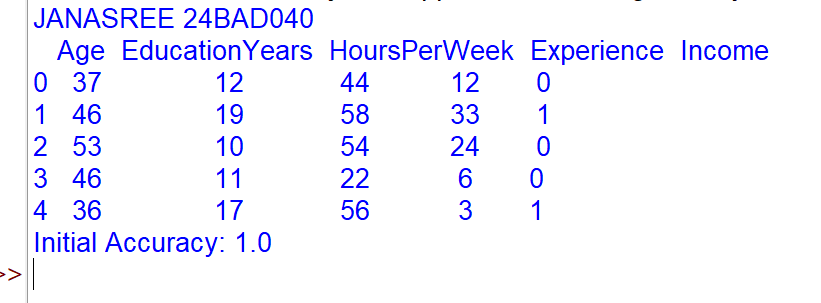 JANASREE 24BAD040
Age EducationYears HoursPerWeek Experience Income
0 37 12 44 12 0
1 46 19 58 33 1
2 53 10 54 24 0
3 46 11 22 6 0
4 36 17 56 3 1
Initial Accuracy: 1.0
>>